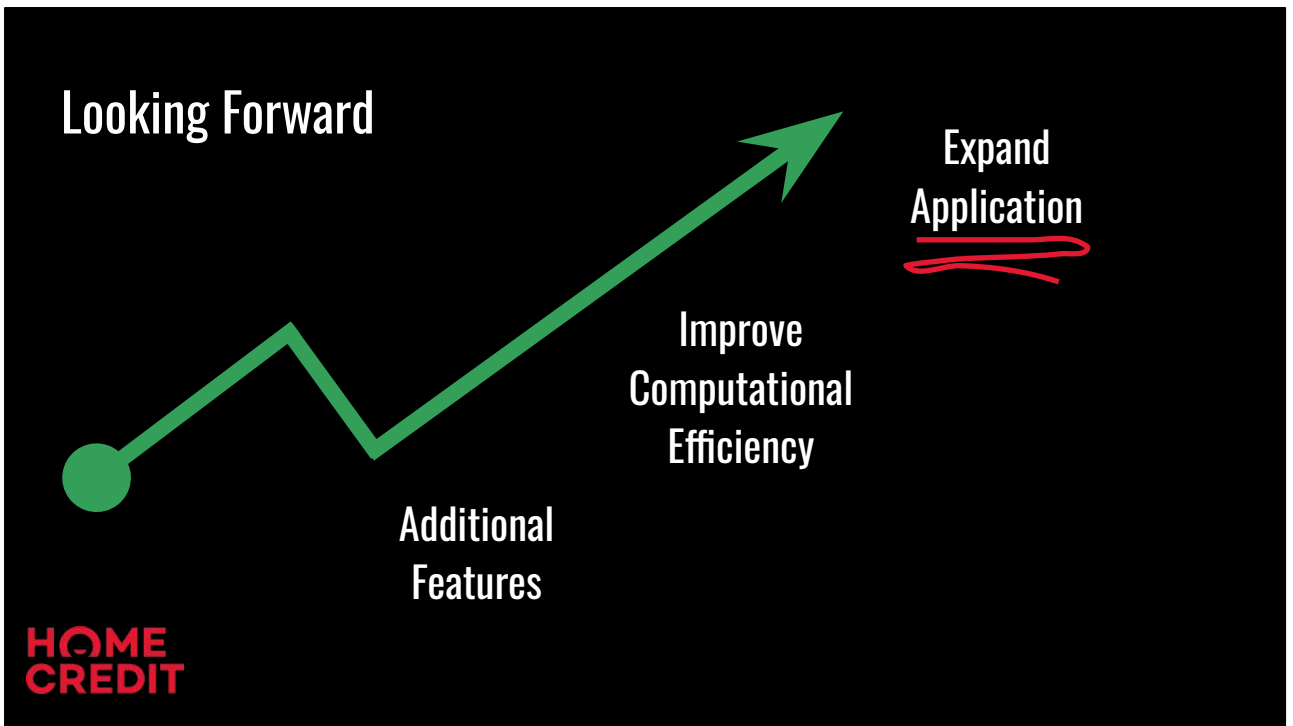 Looking Forward
Expand
Application
Improve
Computational
Efficiency
Additional
Features
HOME
CREDIT